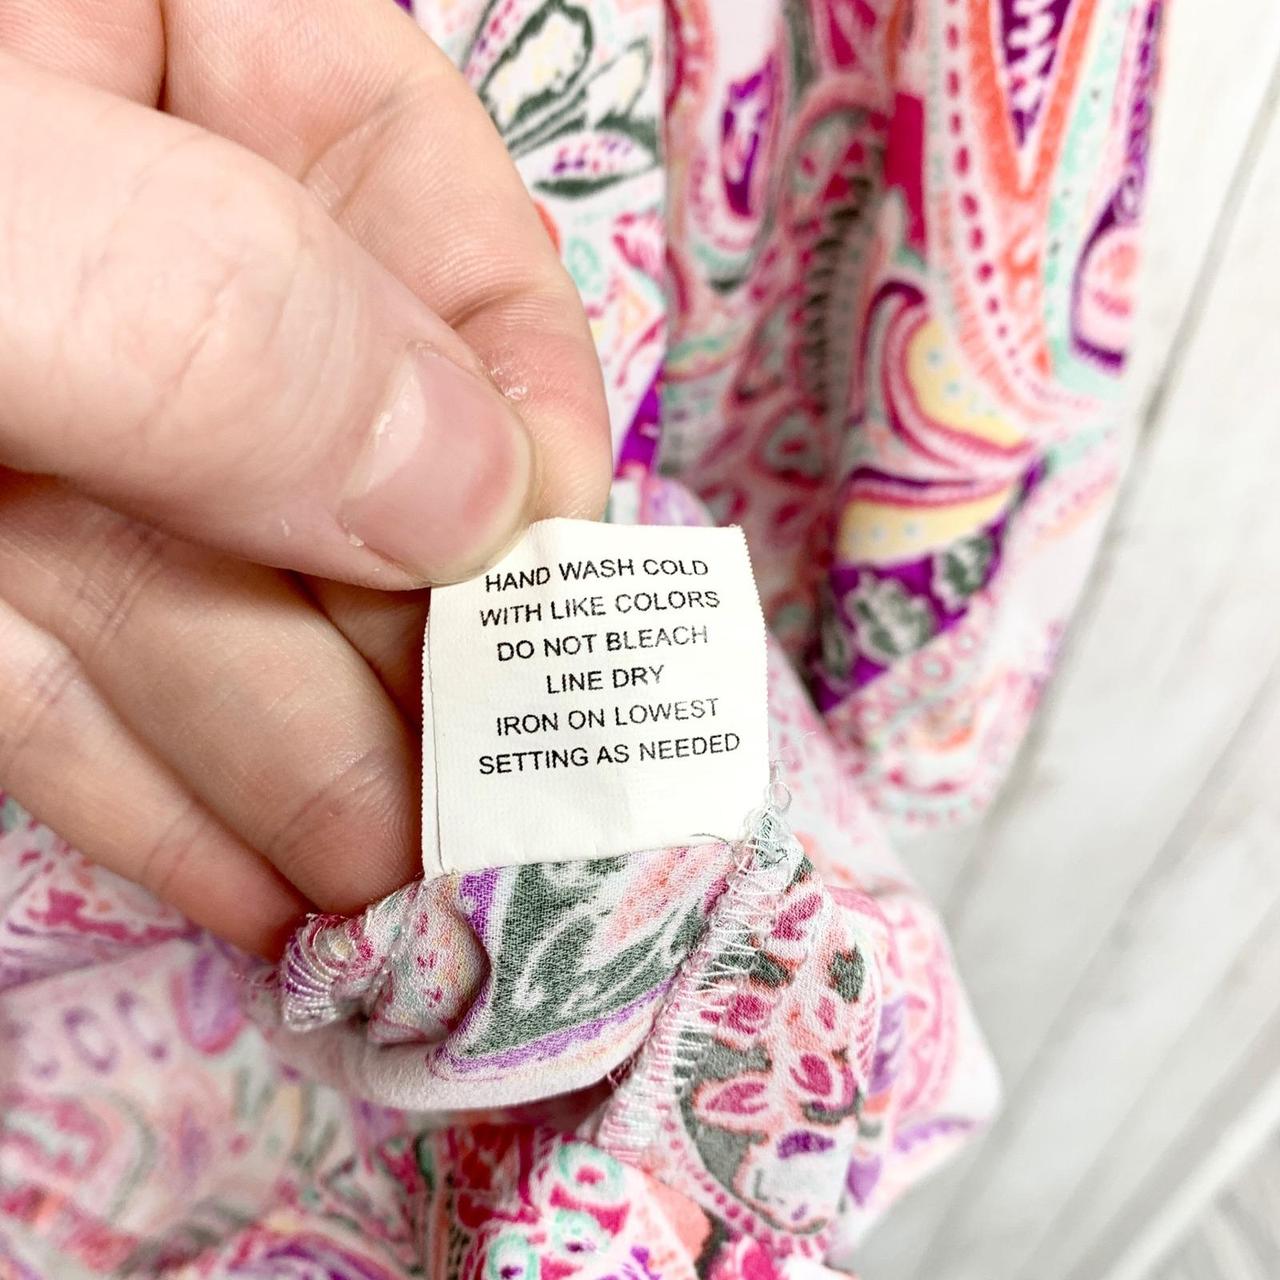 HAND WASH COLD
WITH LIKE COLORS
DO NOT BLEACH
LINE DRY
IRON ON LOWEST
SETTING AS NEEDED